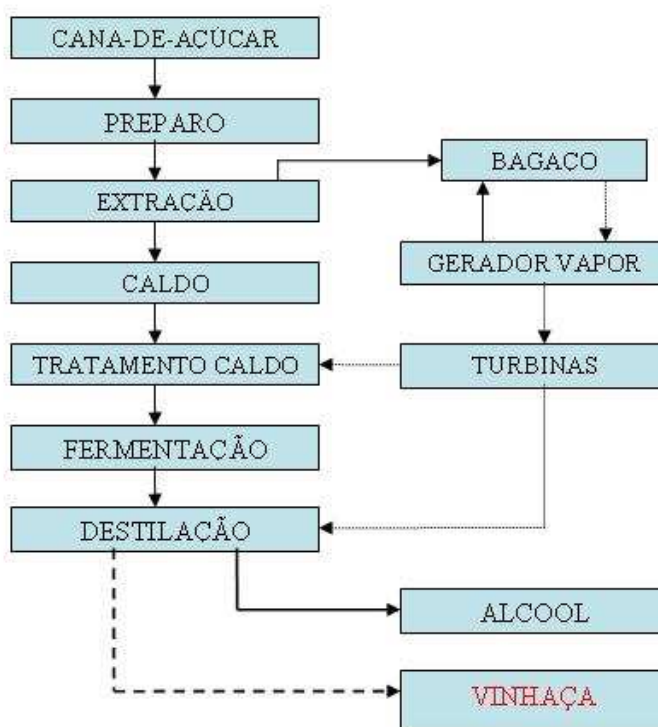 CANA-DE-AÇÚCAR
PREPARO
BAGAÇO
EXTRAÇÃO
GERADOR VAPOR
CALDO
TRATAMENTO CALDO
TURBINAS
FERMENTAÇÃO
DESTILAÇÃO
ALCOOL
VINHAÇA